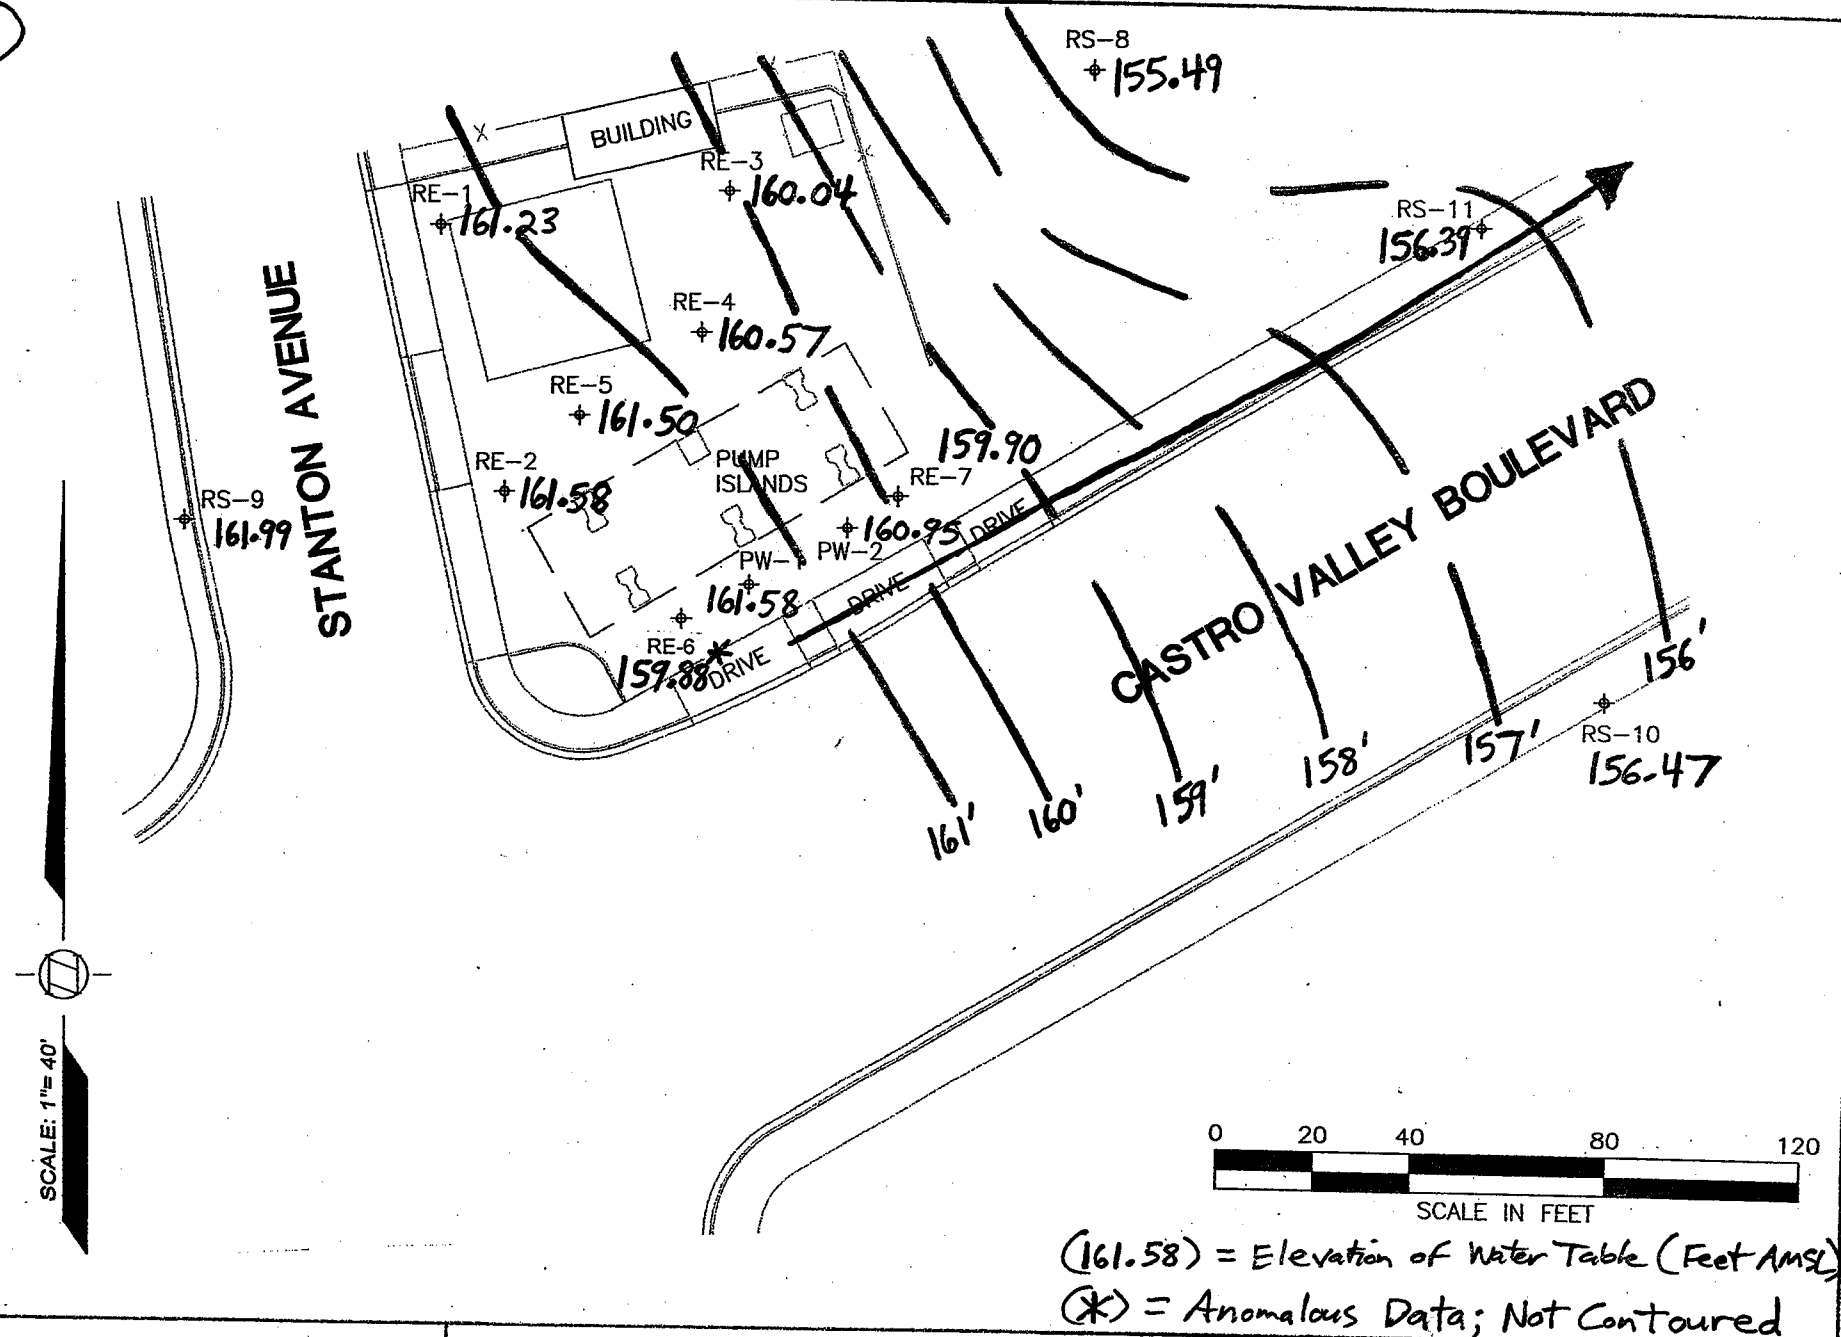 RS-8
155.49
BUILDING
RE-3
160.04
RE-1
161.23
RS-11
156.39
RE-4
160.57
RE-5
161.50
159.90
RE-7
PUMP
ISLANDS
RE-2
161.58
RS-9
161.99
STANTON AVENUE
160.95
PW-2
PW-1
161.58
RE-6
159.88*
DRIVE
DRIVE
DRIVE
CASTRO VALLEY BOULEVARD
156'
RS-10
156.47
157'
158'
159'
160'
161'
SCALE: 1"= 40'
0 20 40 80 120
SCALE IN FEET
(161.58) = Elevation of Water Table (Feet AMSL)
(*) = Anomalous Data; Not Contoured